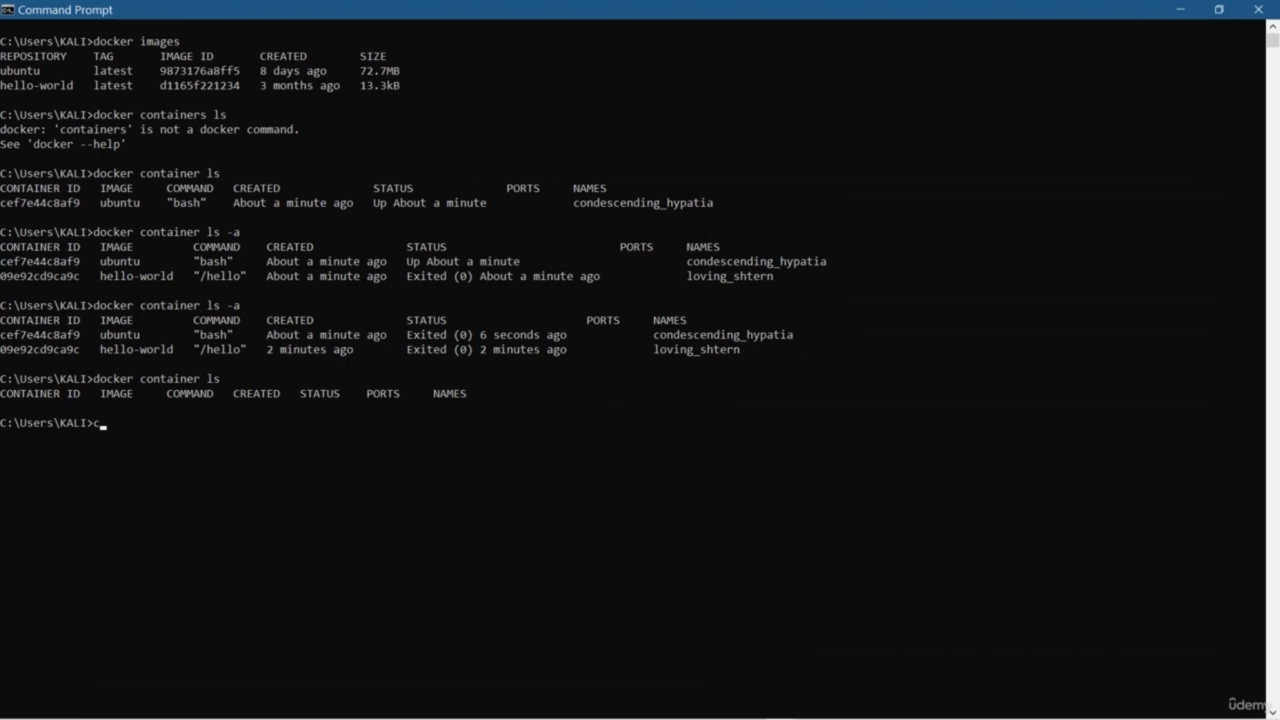 Command Prompt
C:\Users\KALI>docker images
REPOSITORY TAG IMAGE ID CREATED SIZE
ubuntu latest 9873176a8ff5 8 days ago 72.7MB
hello-world latest d1165f221234 3 months ago 13.3kB
C:\Users\KALI>docker containers ls
docker: 'containers' is not a docker command.
See 'docker --help'
C:\Users\KALI>docker container ls
CONTAINER ID IMAGE COMMAND CREATED STATUS PORTS NAMES
cef7e44c8af9 ubuntu "bash" About a minute ago Up About a minute condescending_hypatia
C:\Users\KALI>docker container ls -a
CONTAINER ID IMAGE COMMAND CREATED STATUS PORTS NAMES
cef7e44c8af9 ubuntu "bash" About a minute ago Up About a minute condescending_hypatia
09e92cd9ca9c hello-world "/hello" About a minute ago Exited (0) About a minute ago loving_shtern
C:\Users\KALI>docker container ls -a
CONTAINER ID IMAGE COMMAND CREATED STATUS PORTS NAMES
cef7e44c8af9 ubuntu "bash" About a minute ago Exited (0) 6 seconds ago condescending_hypatia
09e92cd9ca9c hello-world "/hello" 2 minutes ago Exited (0) 2 minutes ago loving_shtern
C:\Users\KALI>docker container ls
CONTAINER ID IMAGE COMMAND CREATED STATUS PORTS NAMES
C:\Users\KALI>c_
ûdemy